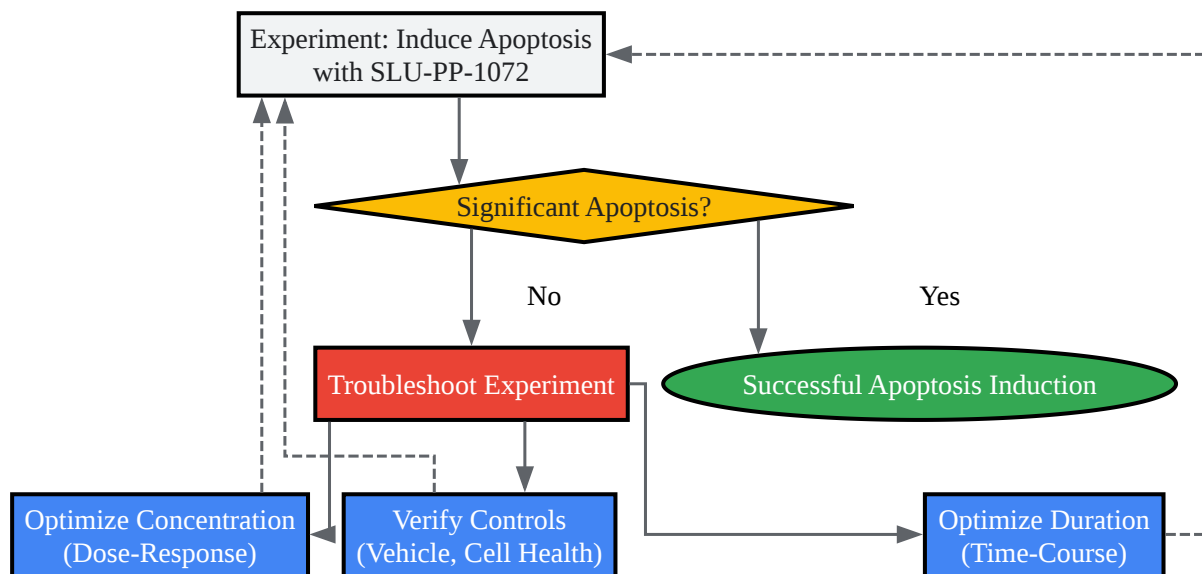 Experiment: Induce Apoptosis
with SLU-PP-1072
Significant Apoptosis?
No
Yes
Troubleshoot Experiment
Successful Apoptosis Induction
Optimize Concentration
(Dose-Response)
Verify Controls
(Vehicle, Cell Health)
Optimize Duration
(Time-Course)